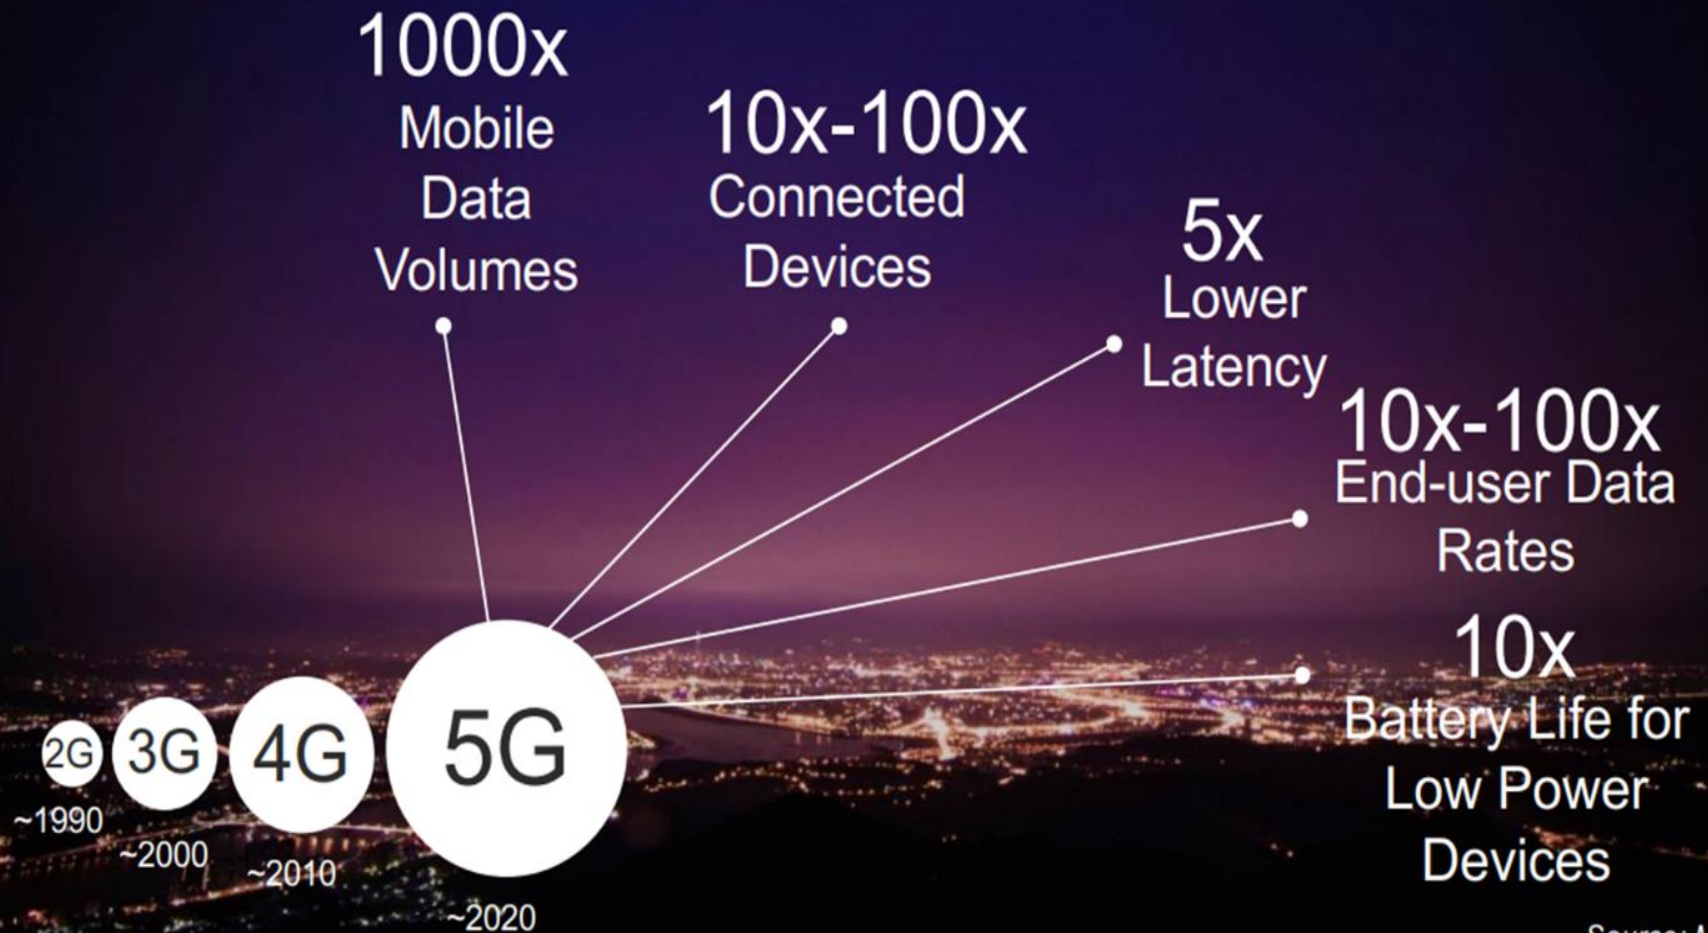 1000x
Mobile
Data
Volumes
10x-100x
Connected
Devices
5x
Lower
Latency
10x-100x
End-user Data
Rates
10x
Battery Life for
Low Power
Devices
2G
3G
4G
5G
~1990
~2000
~2010
~2020